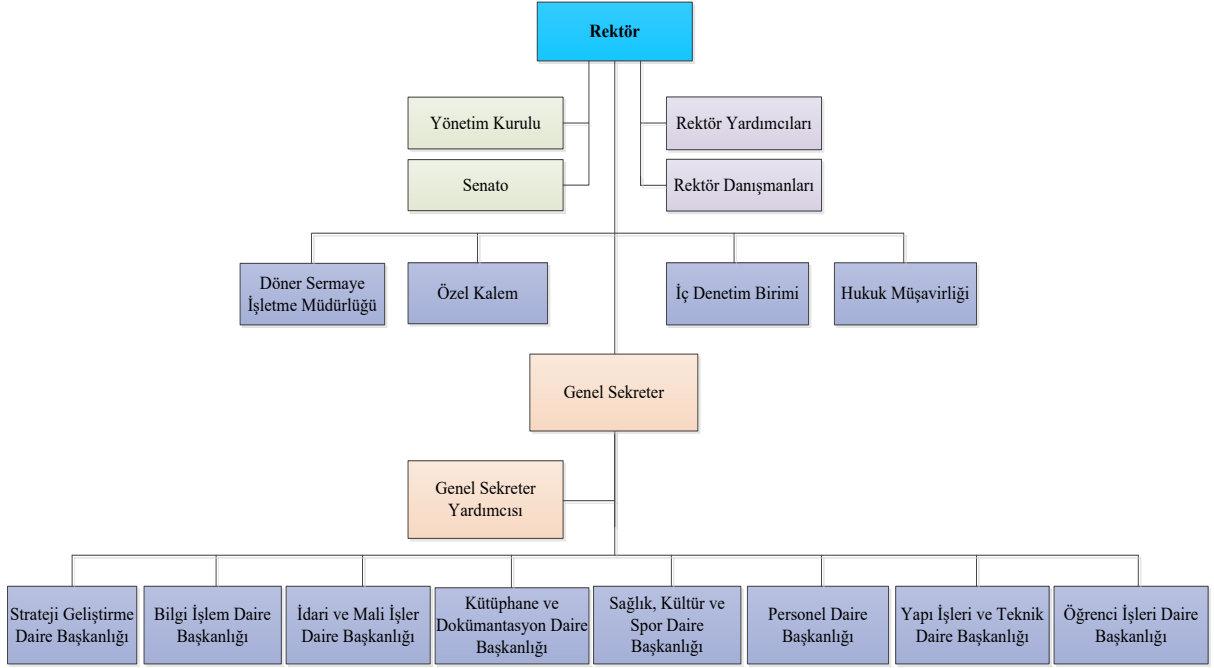 Rektör
Yönetim Kurulu
Rektör Yardımcıları
Senato
Rektör Danışmanları
Döner Sermaye
İşletme Müdürlüğü
Özel Kalem
İç Denetim Birimi
Hukuk Müşavirliği
Genel Sekreter
Genel Sekreter
Yardımcısı
Strateji Geliştirme
Daire Başkanlığı
Bilgi İşlem Daire
Başkanlığı
İdari ve Mali İşler
Daire Başkanlığı
Kütüphane ve
Dokümantasyon Daire
Başkanlığı
Sağlık, Kültür ve
Spor Daire
Başkanlığı
Personel Daire
Başkanlığı
Yapı İşleri ve Teknik
Daire Başkanlığı
Öğrenci İşleri Daire
Başkanlığı